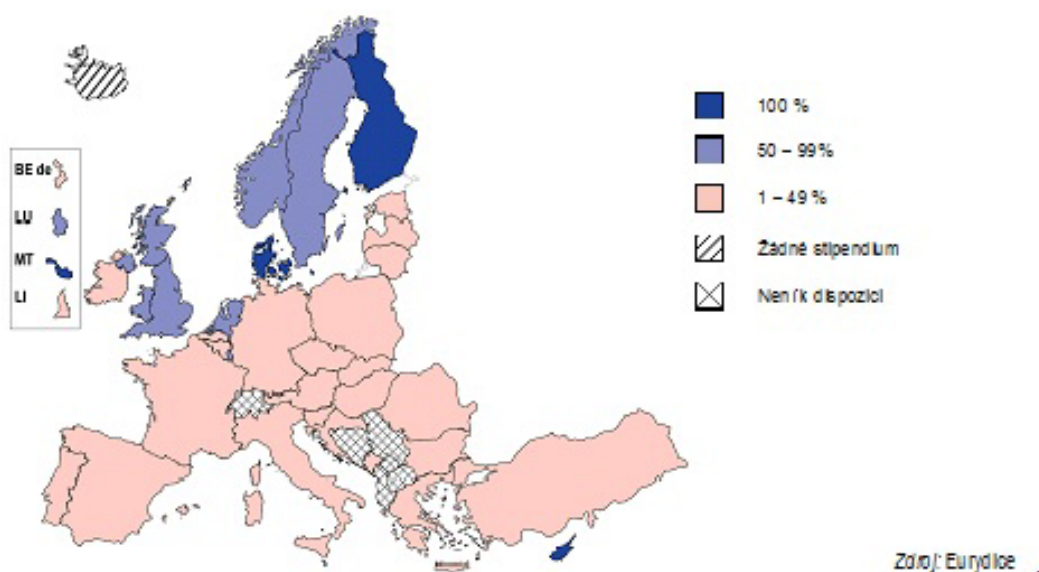 BE de
LU
MT
LI
100 %
50 – 99 %
1 – 49 %
Žádné stipendium
Není k dispozici
Zdroj: Eurydice